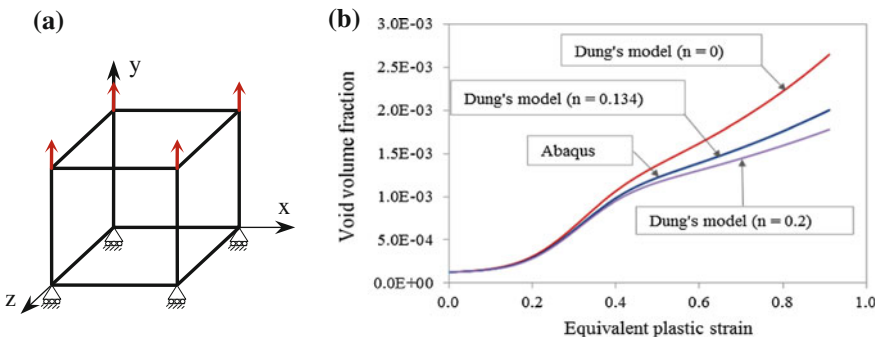 (a)
y
x
z
(b)
Void volume fraction
3.0E-03
2.5E-03
2.0E-03
1.5E-03
1.0E-03
5.0E-04
0.0E+00
Dung's model (n = 0)
Dung's model (n = 0.134)
Abaqus
Dung's model (n = 0.2)
0.0 0.2 0.4 0.6 0.8 1.0
Equivalent plastic strain